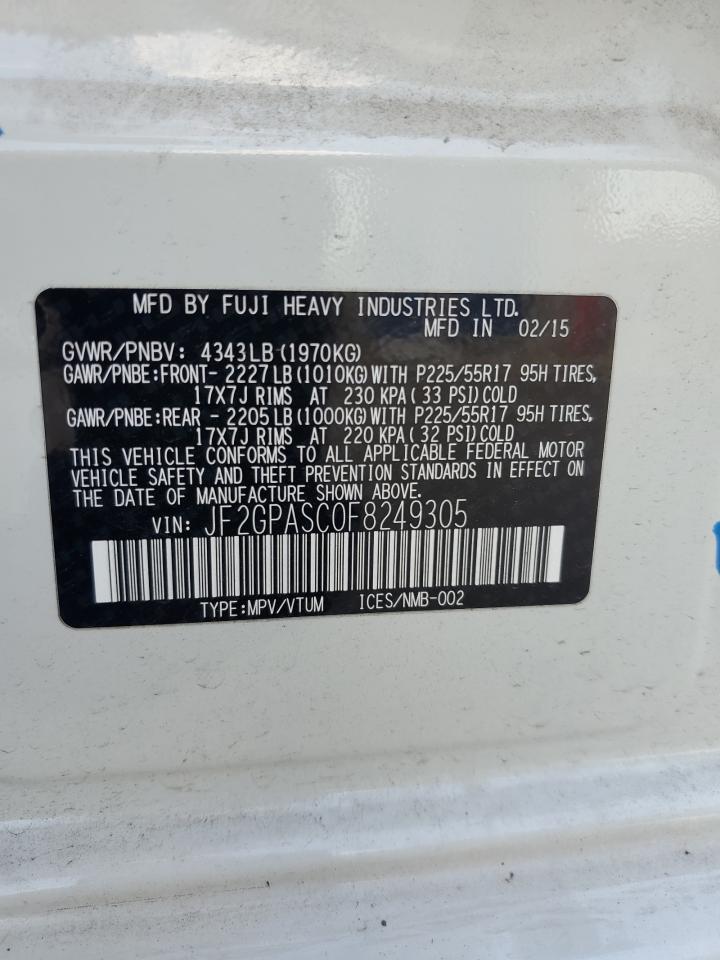 MFD BY FUJI HEAVY INDUSTRIES LTD.
MFD IN 02/15
GVWR/PNBV: 4343LB (1970KG)
GAWR/PNBE:FRONT- 2227LB (1010KG) WITH P225/55R17 95H TIRES,
17X7J RIMS AT 230 KPA ( 33 PSI) COLD
GAWR/PNBE:REAR - 2205LB (1000KG) WITH P225/55R17 95H TIRES,
17X7J RIMS AT 220 KPA ( 32 PSI) COLD
THIS VEHICLE CONFORMS TO ALL APPLICABLE FEDERAL MOTOR
VEHICLE SAFETY AND THEFT PREVENTION STANDARDS IN EFFECT ON
THE DATE OF MANUFACTURE SHOWN ABOVE.
VIN: JF2GPASC0F8249305
TYPE:MPV/VTUM ICES/NMB-002